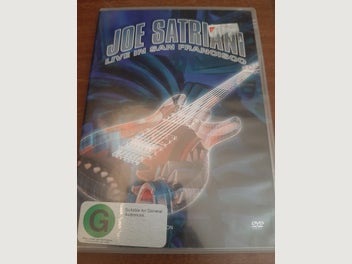 JOE SATRIANI
LIVE IN SAN FRANCISCO
G
Suitable for General
Audiences
DVD